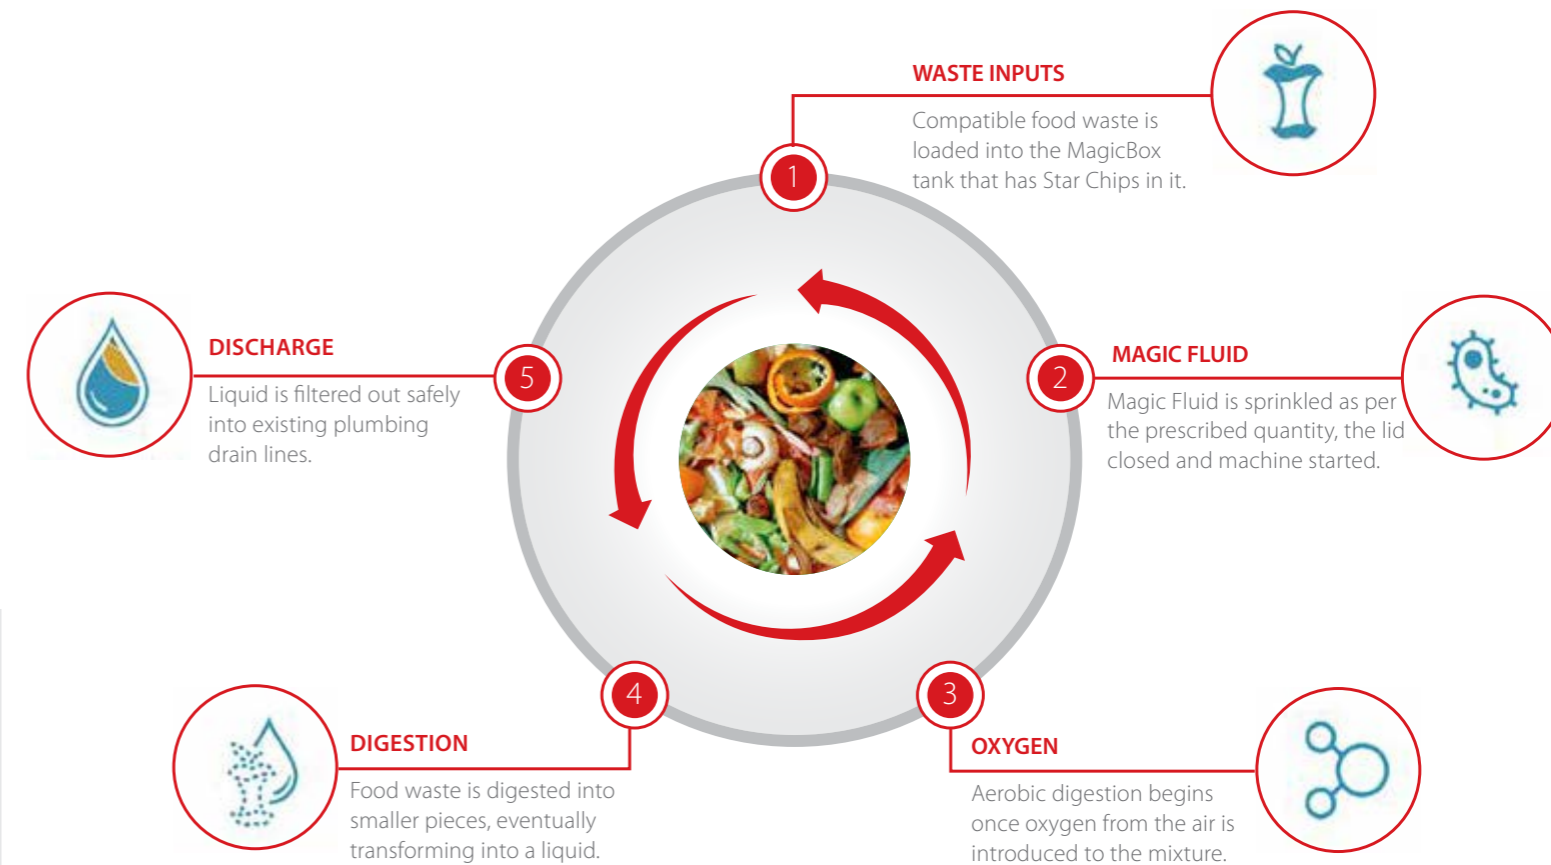 1
WASTE INPUTS
Compatible food waste is
loaded into the MagicBox
tank that has Star Chips in it.
2
MAGIC FLUID
Magic Fluid is sprinkled as per
the prescribed quantity, the lid
closed and machine started.
3
OXYGEN
Aerobic digestion begins
once oxygen from the air is
introduced to the mixture.
4
DIGESTION
Food waste is digested into
smaller pieces, eventually
transforming into a liquid.
5
DISCHARGE
Liquid is filtered out safely
into existing plumbing
drain lines.